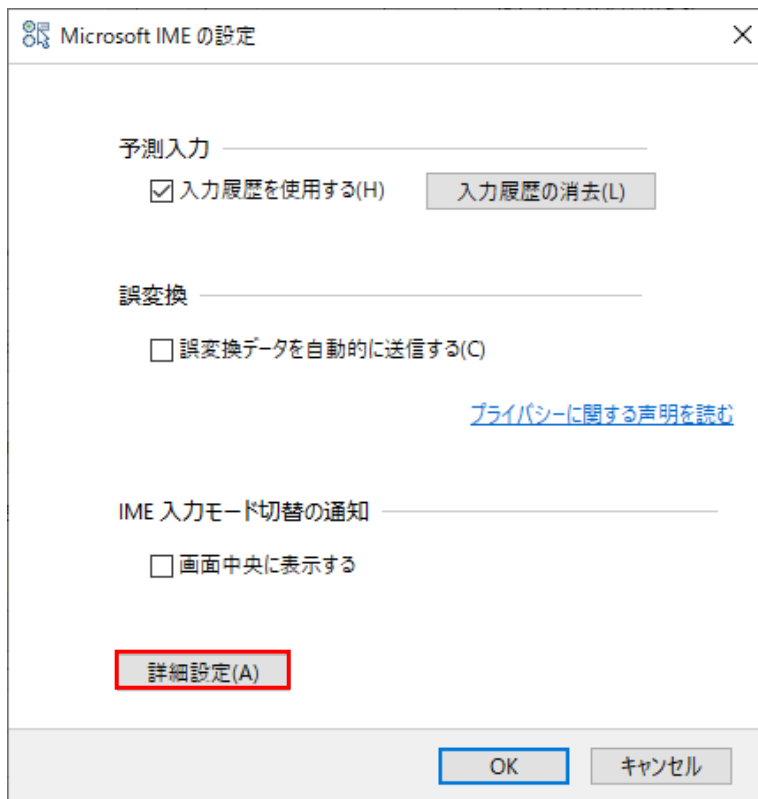 Microsoft IME の設定
予測入力
入力履歴を使用する(H)
入力履歴の消去(L)
誤変換
誤変換データを自動的に送信する(C)
プライバシーに関する声明を読む
IME 入力モード切替の通知
画面中央に表示する
詳細設定(A)
OK
キャンセル